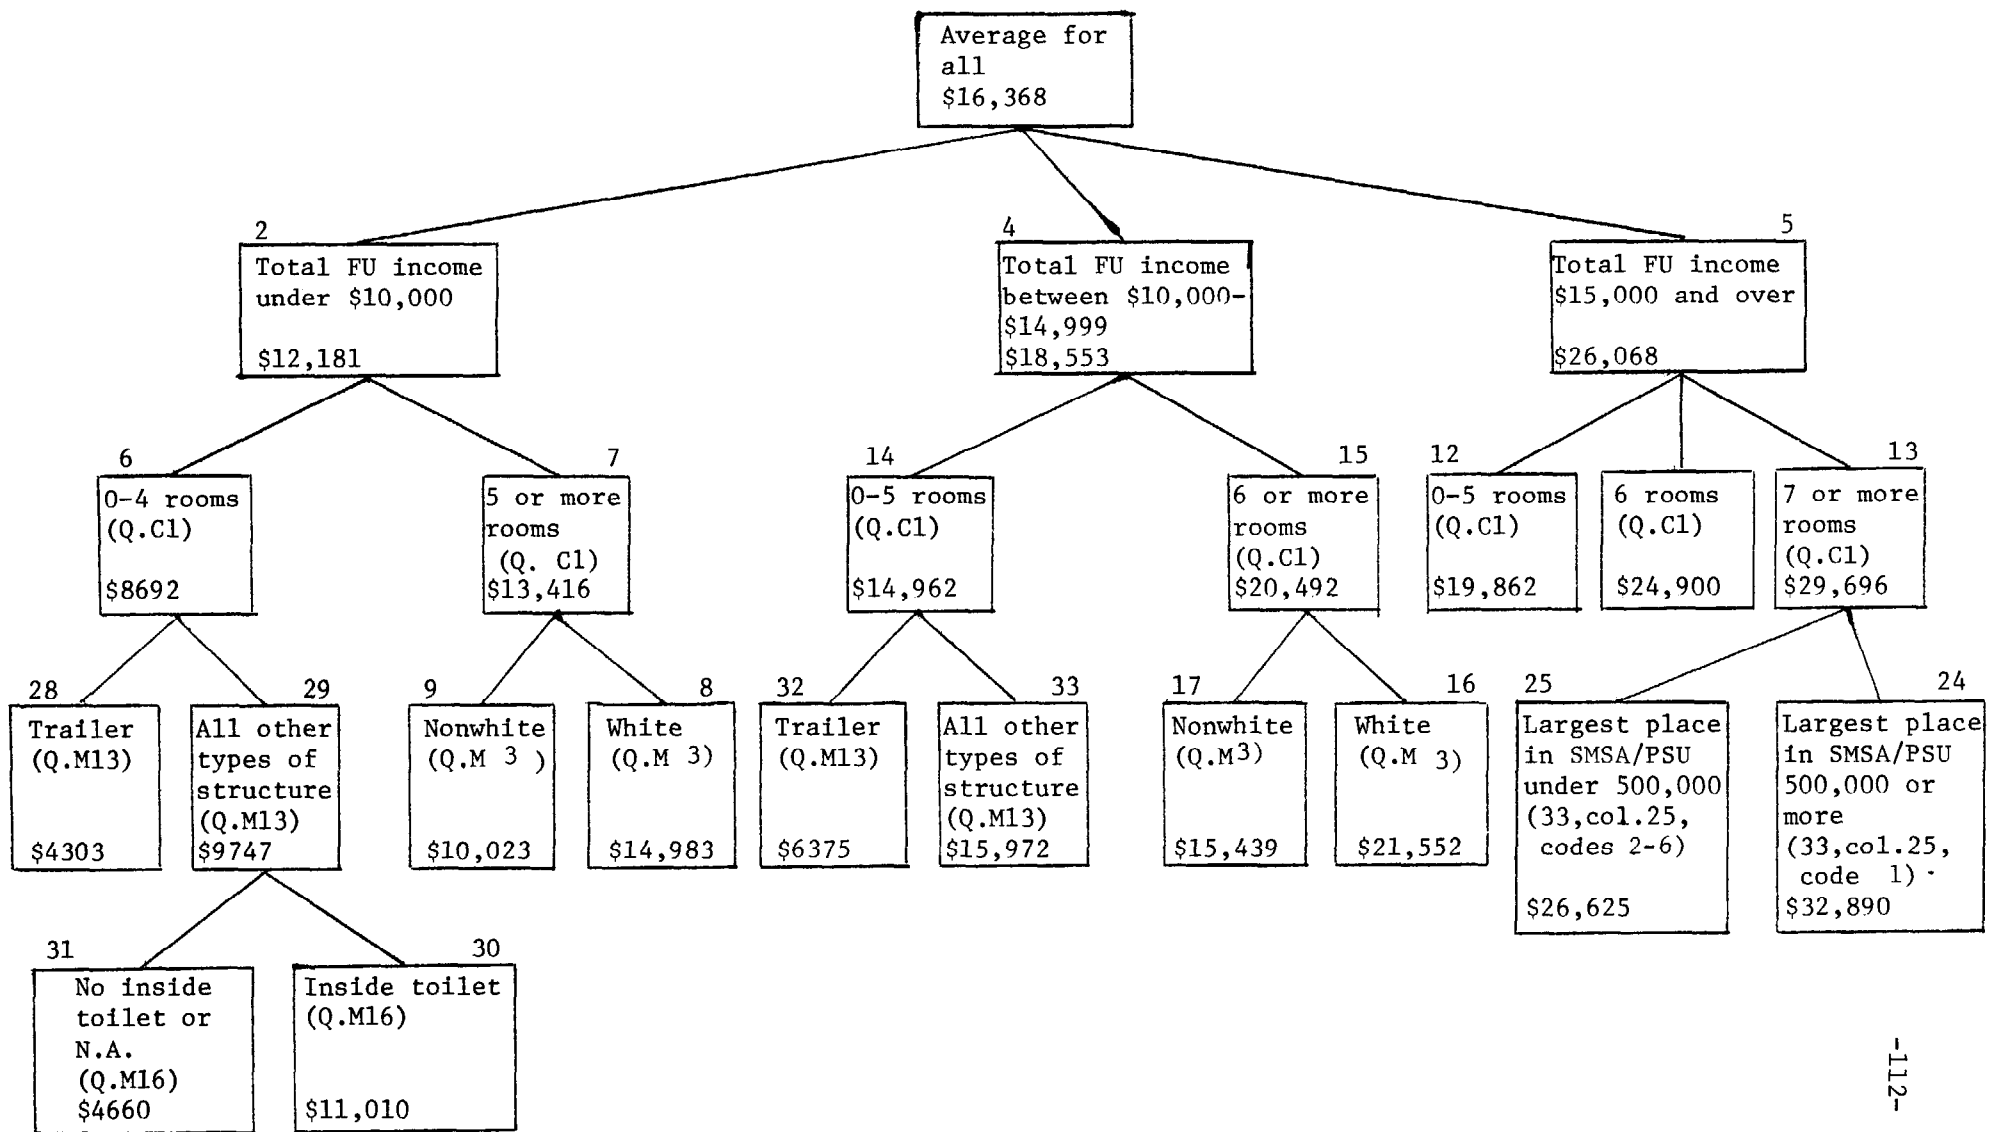 Average for
all
$16,368
2
Total FU income
under $10,000
$12,181
4
Total FU income
between $10,000-
$14,999
$18,553
5
Total FU income
$15,000 and over
$26,068
6
0-4 rooms
(Q.C1)
$8692
7
5 or more
rooms
(Q. C1)
$13,416
14
0-5 rooms
(Q.C1)
$14,962
15
6 or more
rooms
(Q.C1)
$20,492
12
0-5 rooms
(Q.C1)
$19,862
6 rooms
(Q.C1)
$24,900
13
7 or more
rooms
(Q.C1)
$29,696
28
Trailer
(Q.M13)
$4303
29
All other
types of
structure
(Q.M13)
$9747
9
Nonwhite
(Q.M 3 )
$10,023
8
White
(Q.M 3)
$14,983
32
Trailer
(Q.M13)
$6375
33
All other
types of
structure
(Q.M13)
$15,972
17
Nonwhite
(Q.M3)
$15,439
16
White
(Q.M 3)
$21,552
25
Largest place
in SMSA/PSU
under 500,000
(33,col.25,
codes 2-6)
$26,625
24
Largest place
in SMSA/PSU
500,000 or
more
(33,col.25,
code 1)
$32,890
31
No inside
toilet or
N.A.
(Q.M16)
$4660
30
Inside toilet
(Q.M16)
$11,010
-112-